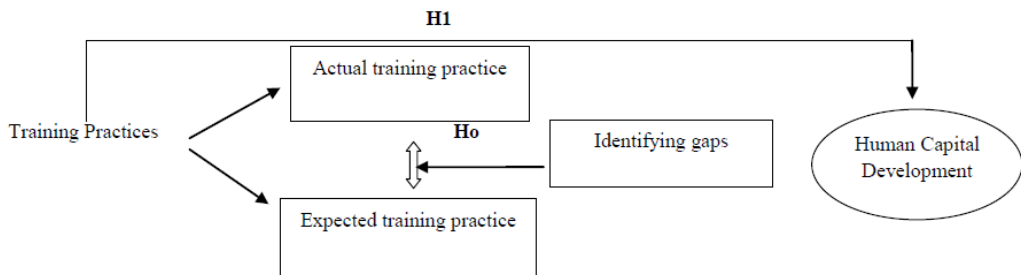 H1
Actual training practice
Training Practices
Ho
Identifying gaps
Human Capital
Development
Expected training practice